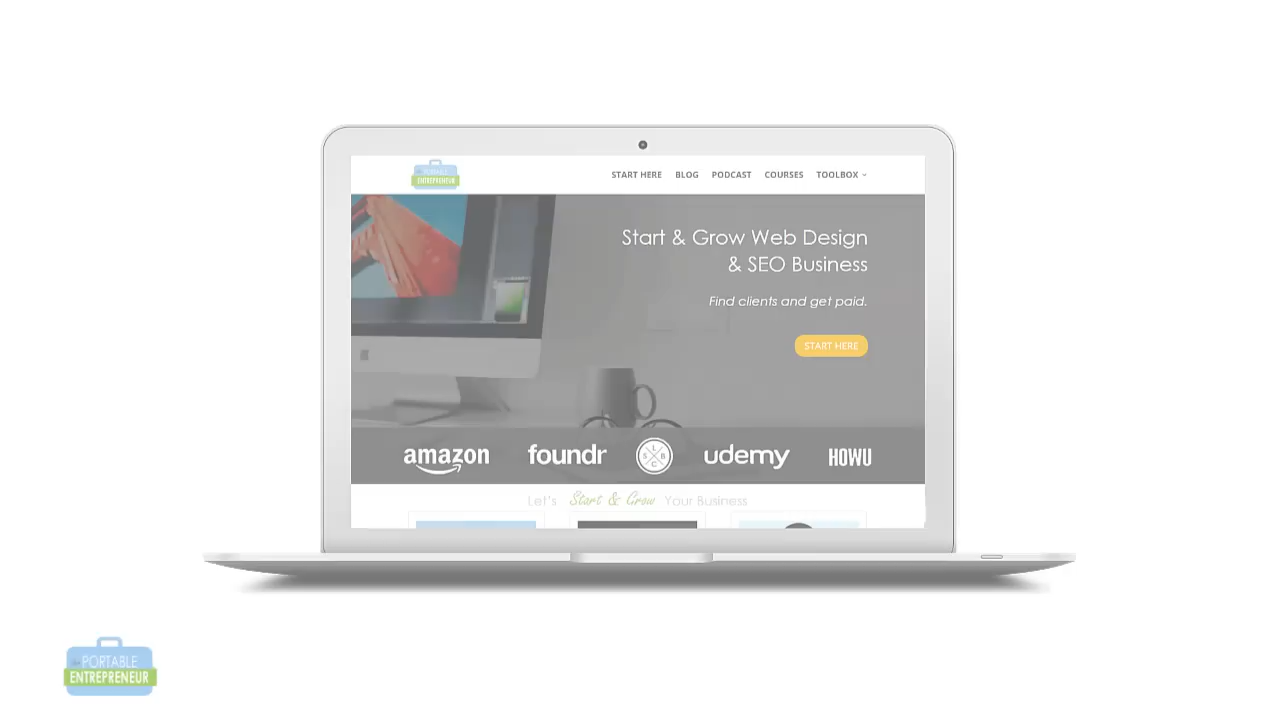 PORTABLE
ENTREPRENEUR
START HERE BLOG PODCAST COURSES TOOLBOX
Start & Grow Web Design
& SEO Business
Find clients and get paid.
START HERE
amazon foundr L S B C udemy HOWU
Let's Start & Grow Your Business
PORTABLE
ENTREPRENEUR